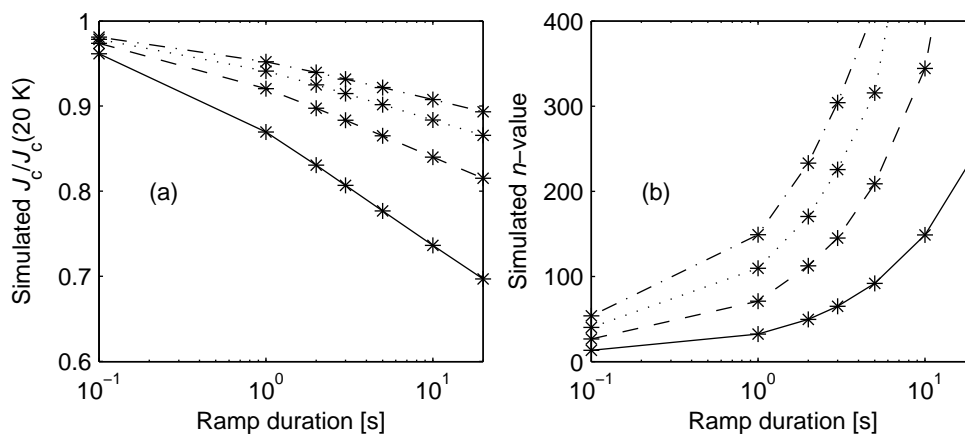 1
0.9
0.8
0.7
0.6
Simulated J_c/J_c(20 K)
(a)
10^−1
10^0
10^1
Ramp duration [s]
400
300
200
100
0
Simulated n–value
(b)
10^−1
10^0
10^1
Ramp duration [s]